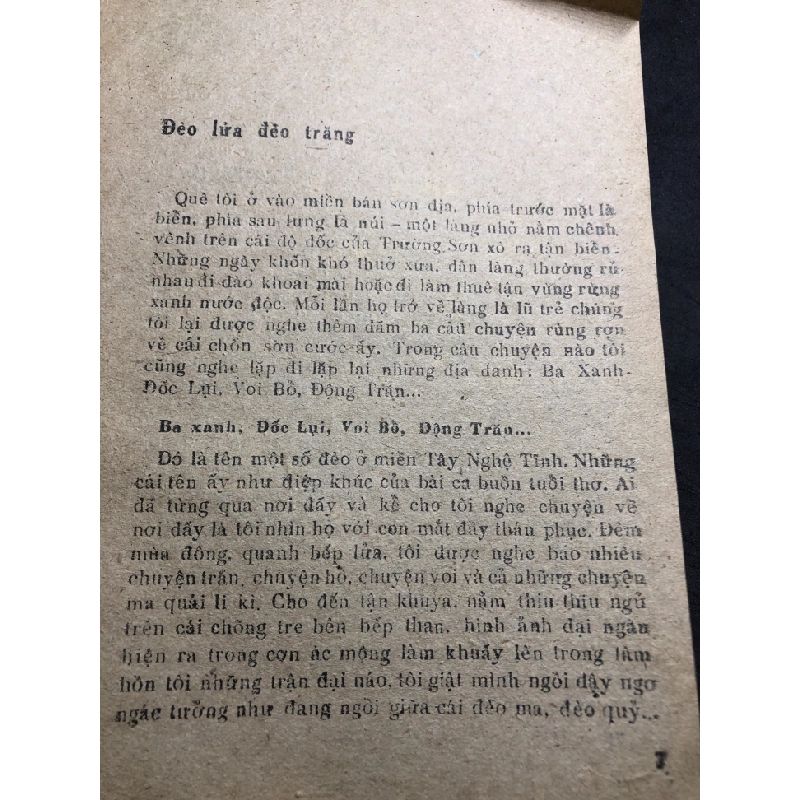 Đèo lửa đèo trăng
Quê tôi ở vào miền bán sơn địa, phía trước mặt là
biển, phía sau lưng là núi – một làng nhỏ nằm chênh
vênh trên cái độ dốc của Trường Sơn xô ra tận biển.
Những ngày khốn khó thuở xưa, dân làng thường rủ
nhau đi đào khoai mài hoặc đi làm thuê tận vùng rừng
xanh nước độc. Mỗi lần họ trở về làng là lũ trẻ chúng
tôi lại được nghe thêm dăm ba câu chuyện rùng rợn
về cái chốn sơn cước ấy. Trong câu chuyện nào tôi
cũng nghe lặp đi lặp lại những địa danh: Ba Xanh-
Đốc Lụi, Voi Bồ, Động Trăn...
Ba xanh, Đốc Lụi, Voi Bồ, Động Trăn...
Đó là tên một số đèo ở miền Tây Nghệ Tĩnh. Những
cái tên ấy như điệp khúc của bài ca buồn tuổi thơ. Ai
đã từng qua nơi đấy và kể cho tôi nghe chuyện về
nơi đấy là tôi nhìn họ với con mắt đầy thán phục. Đêm
mùa đông, quanh bếp lửa, tôi được nghe bao nhiêu
chuyện trăn, chuyện hổ, chuyện voi và cả những chuyện
ma quái li kì. Cho đến tận khuya, nằm thiu thiu ngủ
trên cái chõng tre bên bếp than, hình ảnh đại ngàn
hiện ra trong cơn ác mộng làm khuấy lên trong tâm
hồn tôi những trận đại náo, tôi giật mình ngồi dậy ngơ
ngác tưởng như đang ngồi giữa cái đèo ma, đèo quỷ...
7